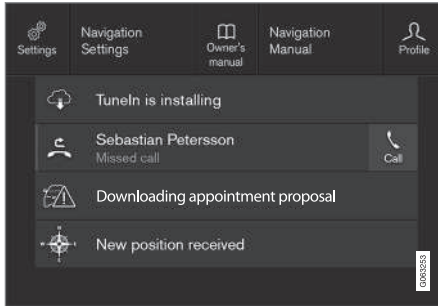 Settings
Navigation
Settings
Owner's
manual
Navigation
Manual
Profile
TuneIn is installing
Sebastian Petersson
Missed call
Call
Downloading appointment proposal
New position received
G063253